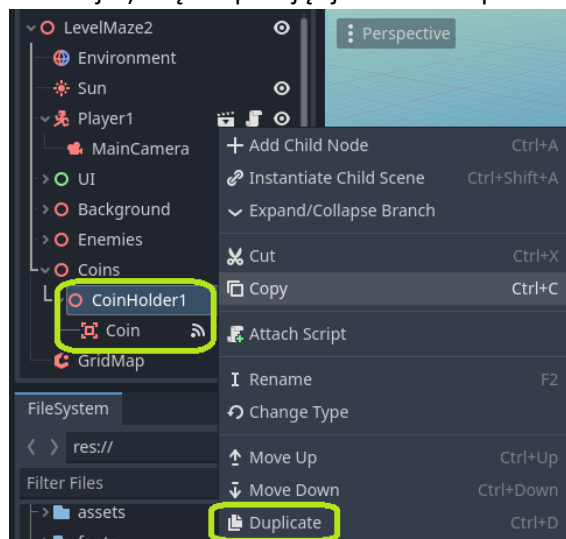 LevelMaze2
Perspective
Environment
Sun
Player1
MainCamera
UI
Background
Enemies
Coins
CoinHolder1
Coin
GridMap
Add Child Node Ctrl+A
Instantiate Child Scene Ctrl+Shift+A
Expand/Collapse Branch
Cut Ctrl+X
Copy Ctrl+C
Attach Script
Rename F2
Change Type
Move Up Ctrl+Up
Move Down Ctrl+Down
Duplicate Ctrl+D
FileSystem
res://
Filter Files
assets